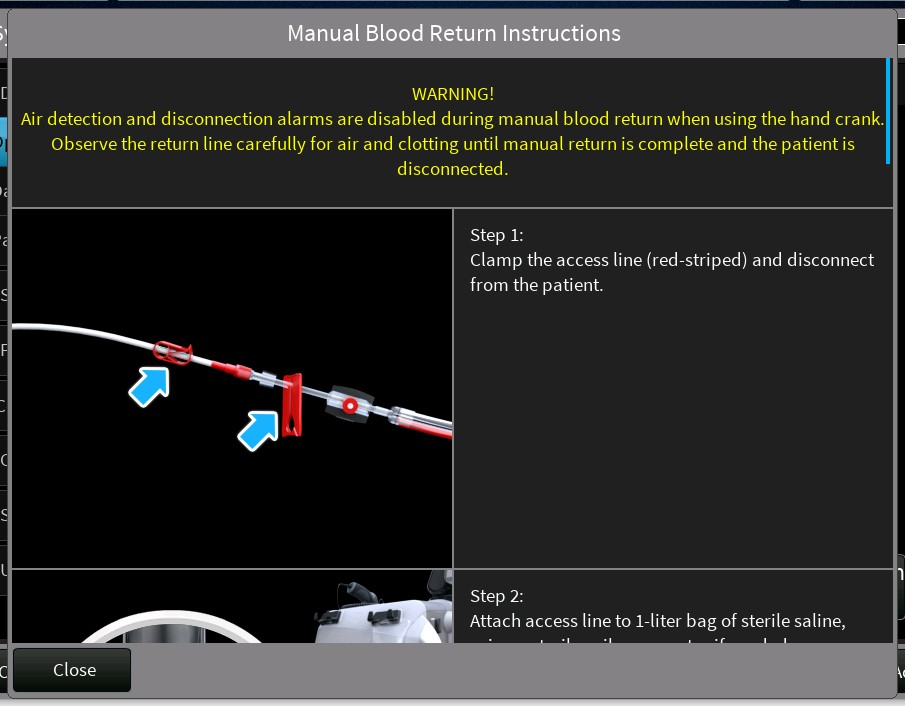 Manual Blood Return Instructions
WARNING!
Air detection and disconnection alarms are disabled during manual blood return when using the hand crank.
Observe the return line carefully for air and clotting until manual return is complete and the patient is
disconnected.
Step 1:
Clamp the access line (red-striped) and disconnect
from the patient.
Step 2:
Attach access line to 1-liter bag of sterile saline,
Close